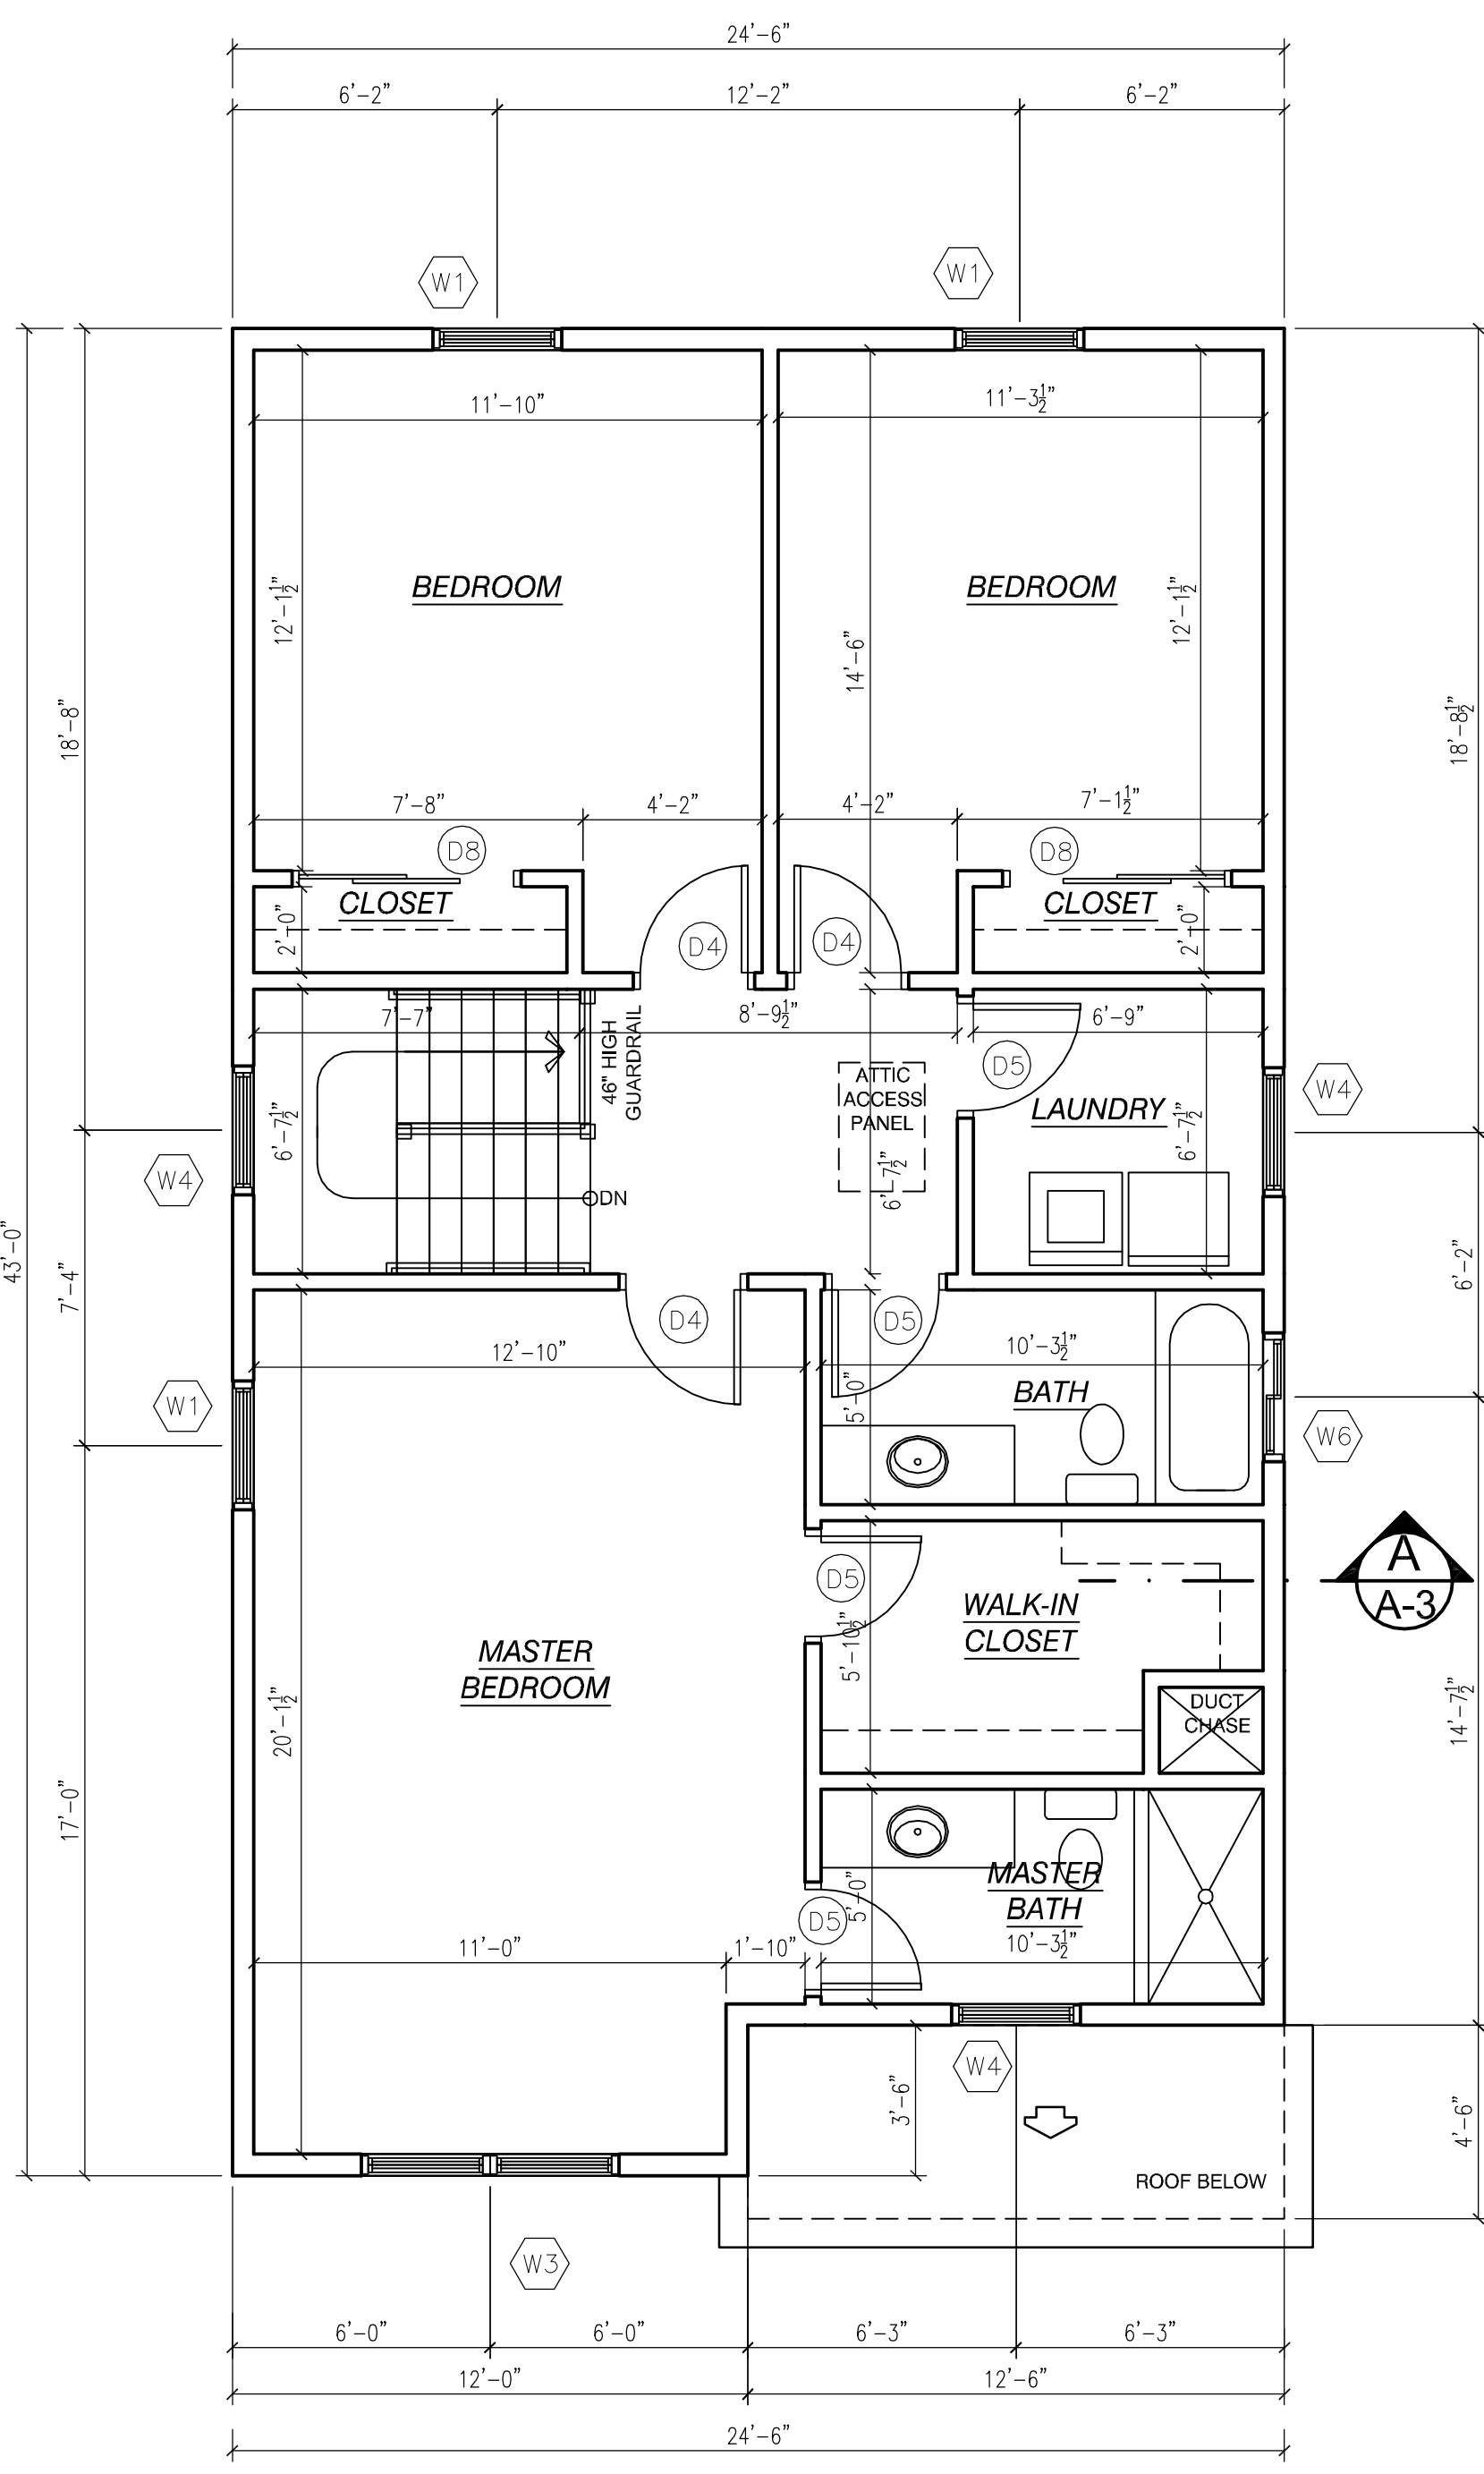 24'-6"
6'-2"
12'-2"
6'-2"
W1
W1
11'-10"
11'-3½"
BEDROOM
BEDROOM
12'-1½"
14'-6"
12'-1½"
18'-8"
18'-8½"
7'-8"
4'-2"
4'-2"
7'-1½"
D8
D8
CLOSET
CLOSET
2'-0"
2'-0"
D4
D4
7'-7"
46" HIGH
GUARDRAIL
8'-9½"
6'-9"
D5
ATTIC
ACCESS
PANEL
LAUNDRY
W4
W4
6'-7½"
6'-7½"
6'-7½"
DN
43'-0"
7'-4"
6'-2"
D4
D5
12'-10"
10'-3½"
BATH
5'-0"
W1
W6
D5
A
A-3
WALK-IN
CLOSET
5'-10½"
MASTER
BEDROOM
20'-1½"
DUCT
CHASE
14'-7½"
17'-0"
MASTER
BATH
5'-0"
D5
11'-0"
1'-10"
10'-3½"
W4
3'-6"
4'-6"
ROOF BELOW
W3
6'-0"
6'-0"
6'-3"
6'-3"
12'-0"
12'-6"
24'-6"